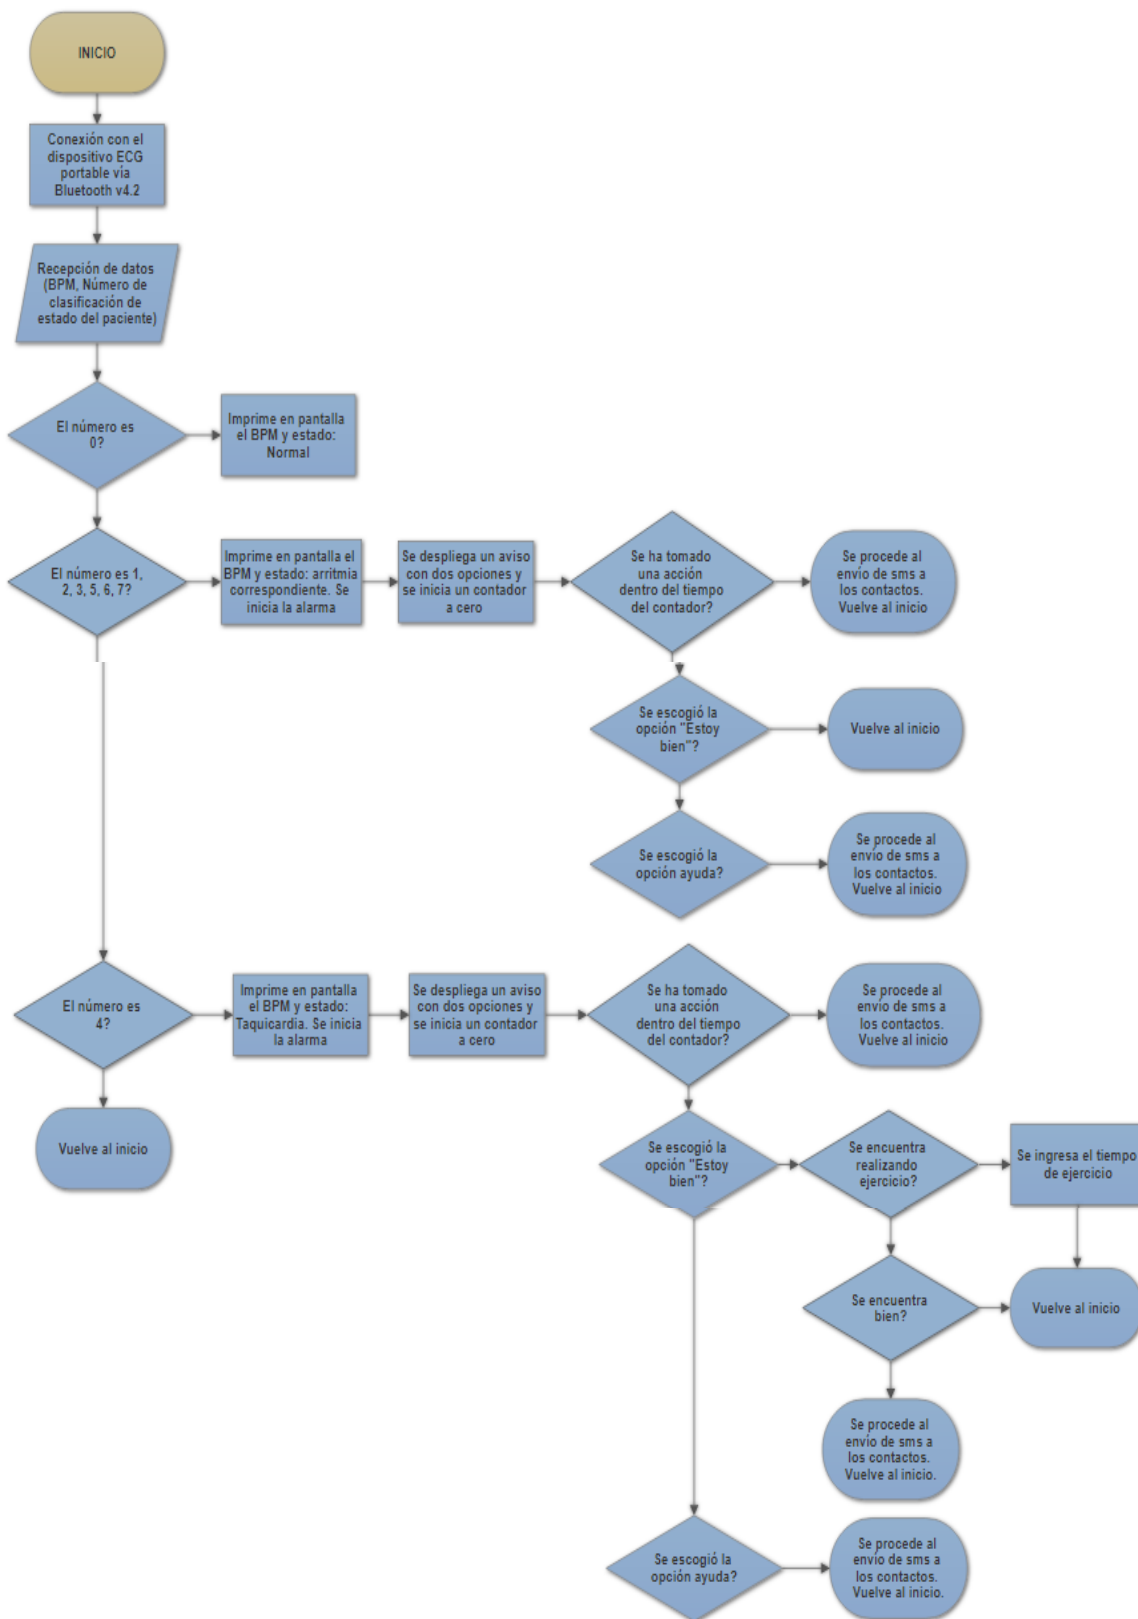 INICIO
Conexión con el
dispositivo ECG
portable vía
Bluetooth v4.2
Recepción de datos
(BPM, Número de
clasificación de
estado del paciente)
El número es
0?
Imprime en pantalla
el BPM y estado:
Normal
El número es 1,
2, 3, 5, 6, 7?
Imprime en pantalla el
BPM y estado: arritmia
correspondiente. Se
inicia la alarma
Se despliega un aviso
con dos opciones y
se inicia un contador
a cero
Se ha tomado
una acción
dentro del tiempo
del contador?
Se procede al
envío de sms a
los contactos.
Vuelve al inicio
Se escogió la
opción "Estoy
bien"?
Vuelve al inicio
Se escogió la
opción ayuda?
Se procede al
envío de sms a
los contactos.
Vuelve al inicio
El número es
4?
Imprime en pantalla
el BPM y estado:
Taquicardia. Se inicia
la alarma
Se despliega un aviso
con dos opciones y
se inicia un contador
a cero
Se ha tomado
una acción
dentro del tiempo
del contador?
Se procede al
envío de sms a
los contactos.
Vuelve al inicio
Vuelve al inicio
Se escogió la
opción "Estoy
bien"?
Se encuentra
realizando
ejercicio?
Se ingresa el tiempo
de ejercicio
Se encuentra
bien?
Vuelve al inicio
Se procede al
envío de sms a
los contactos.
Vuelve al inicio.
Se escogió la
opción ayuda?
Se procede al
envío de sms a
los contactos.
Vuelve al inicio.